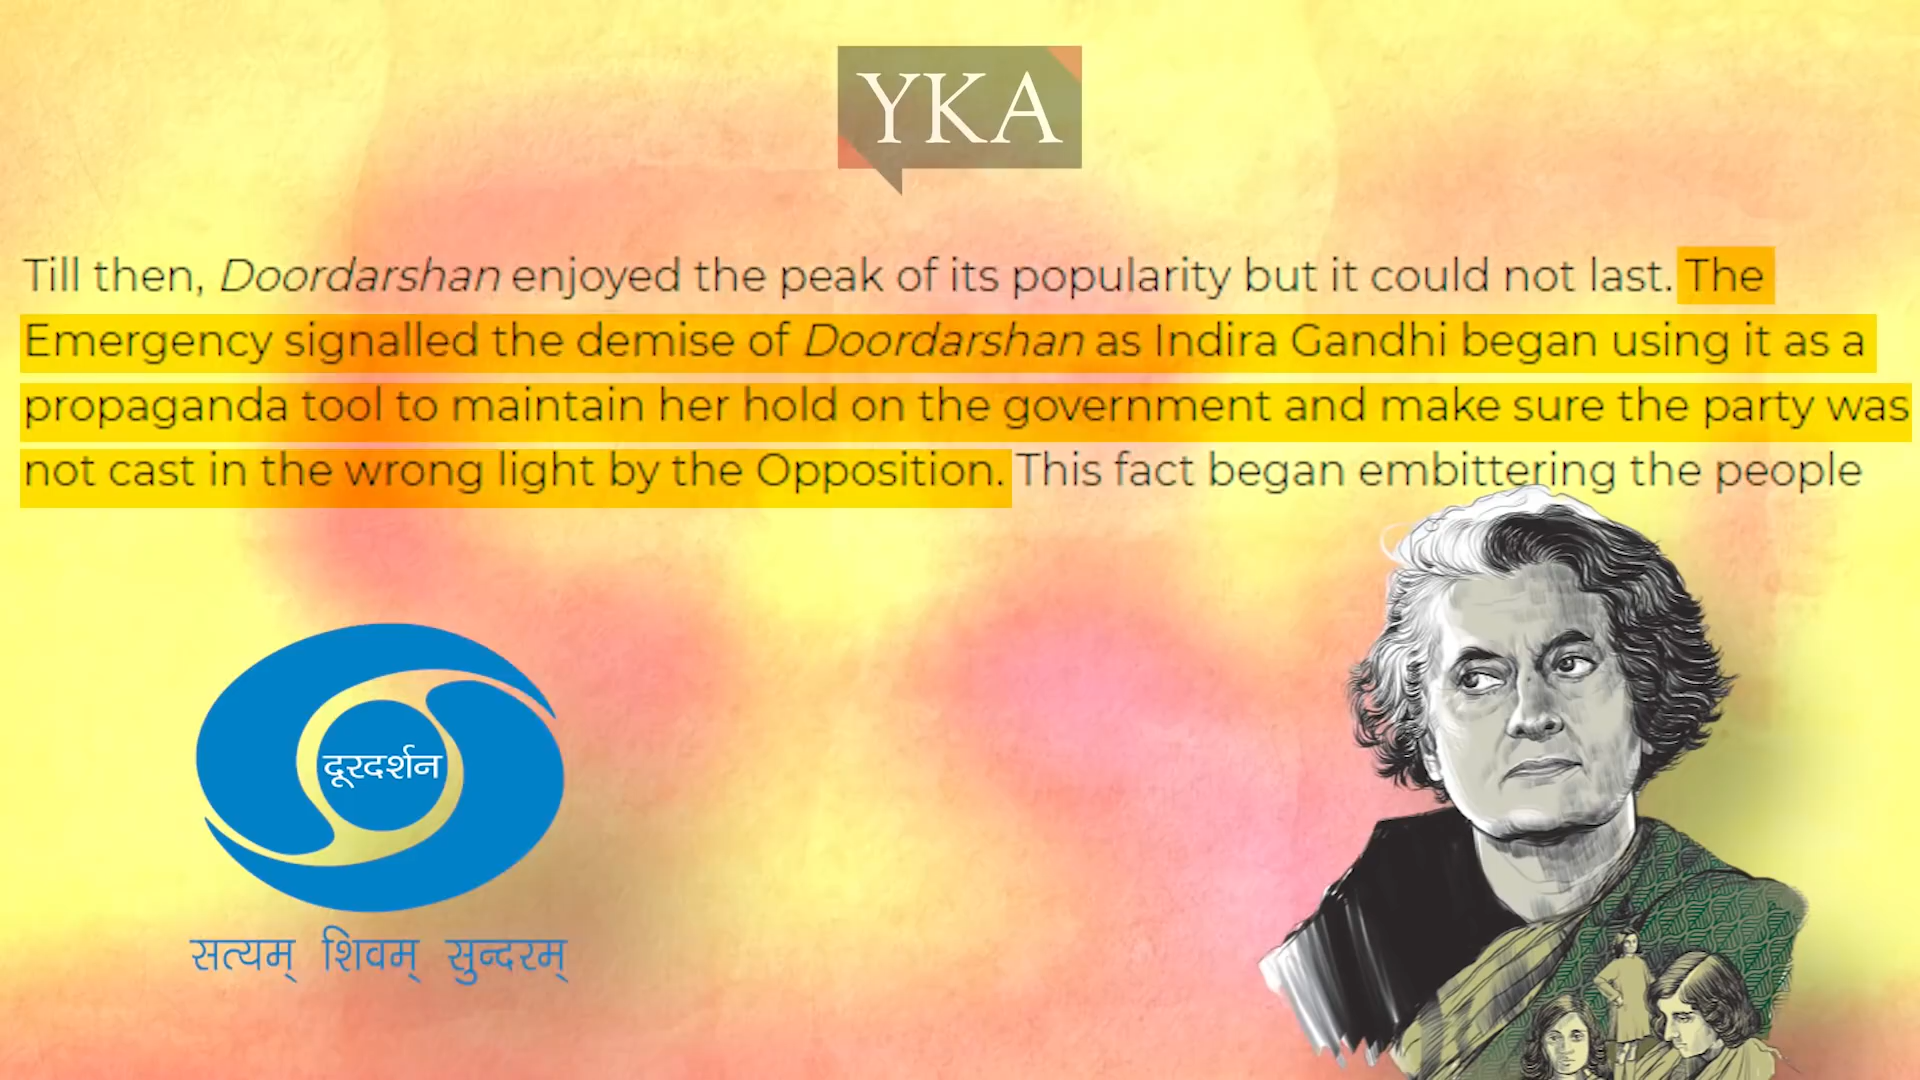 YKA
Till then, Doordarshan enjoyed the peak of its popularity but it could not last. The
Emergency signalled the demise of Doordarshan as Indira Gandhi began using it as a
propaganda tool to maintain her hold on the government and make sure the party was
not cast in the wrong light by the Opposition. This fact began embittering the people
दूरदर्शन
सत्यम् शिवम् सुन्दरम्